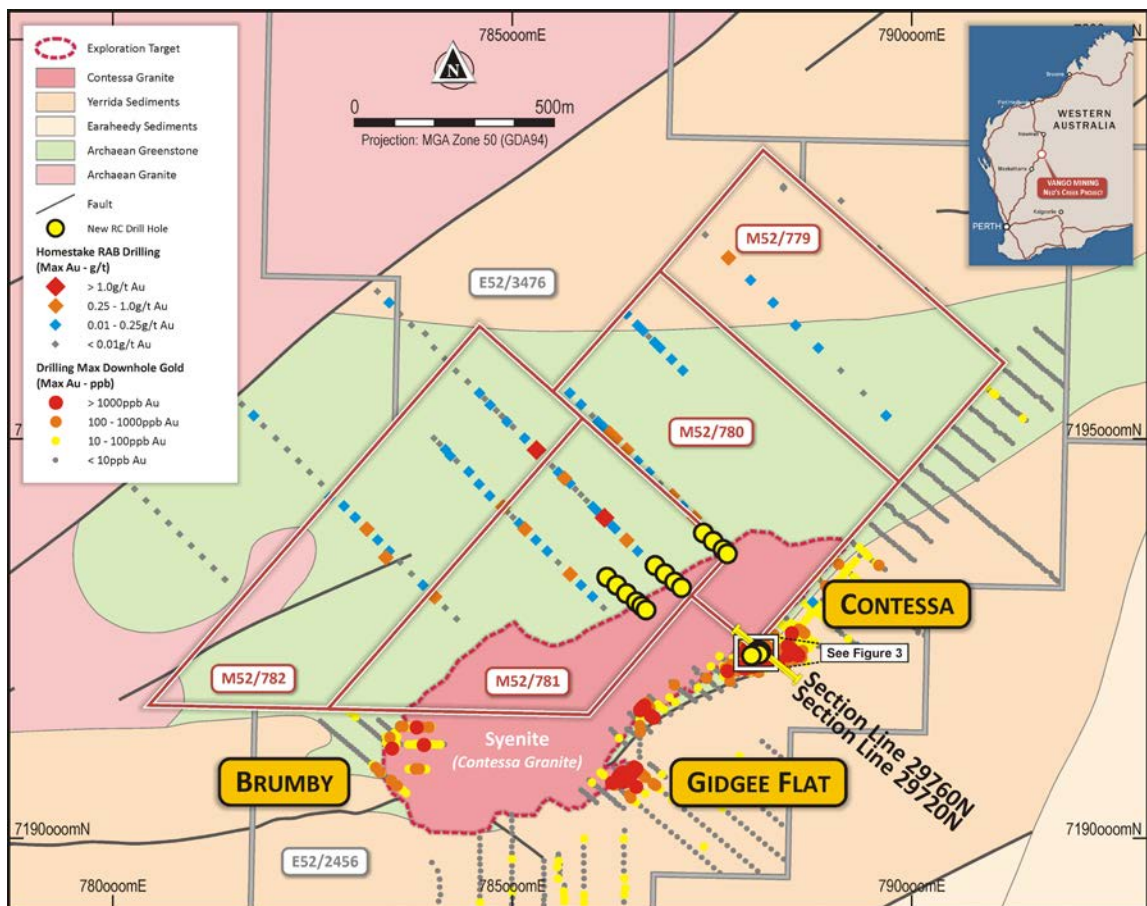 Exploration Target
Contessa Granite
Yerrida Sediments
Earaheedy Sediments
Archaean Greenstone
Archaean Granite
Fault
New RC Drill Hole
Homestake RAB Drilling
(Max Au - g/t)
> 1.0g/t Au
0.25 - 1.0g/t Au
0.01 - 0.25g/t Au
< 0.01g/t Au
Drilling Max Downhole Gold
(Max Au - ppb)
> 1000ppb Au
100 - 1000ppb Au
10 - 100ppb Au
< 10ppb Au
785000mE
790000mE
N
0 500m
Projection: MGA Zone 50 (GDA94)
WESTERN
AUSTRALIA
VANGO MINING
NED'S CREEK PROJECT
Kalgoorlie
PERTH
M52/779
E52/3476
7195000mN
M52/780
CONTESSA
See Figure 3
M52/782
M52/781
Section Line 29760N
Section Line 29720N
Syenite
(Contessa Granite)
BRUMBY
GIDGEE FLAT
7190000mN
7190000mN
E52/2456
780000mE
785000mE
790000mE